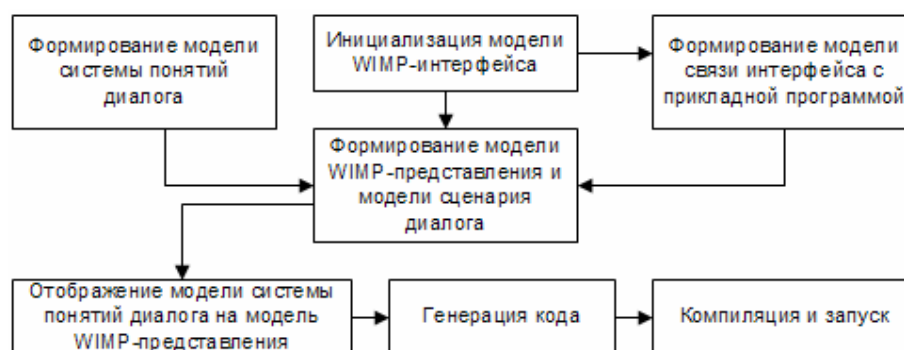 Формирование модели
системы понятий
диалога
Инициализация модели
WIMP-интерфейса
Формирование модели
связи интерфейса с
прикладной программой
Формирование модели
WIMP-представления и
модели сценария
диалога
Отображение модели системы
понятий диалога на модель
WIMP-представления
Генерация кода
Компиляция и запуск